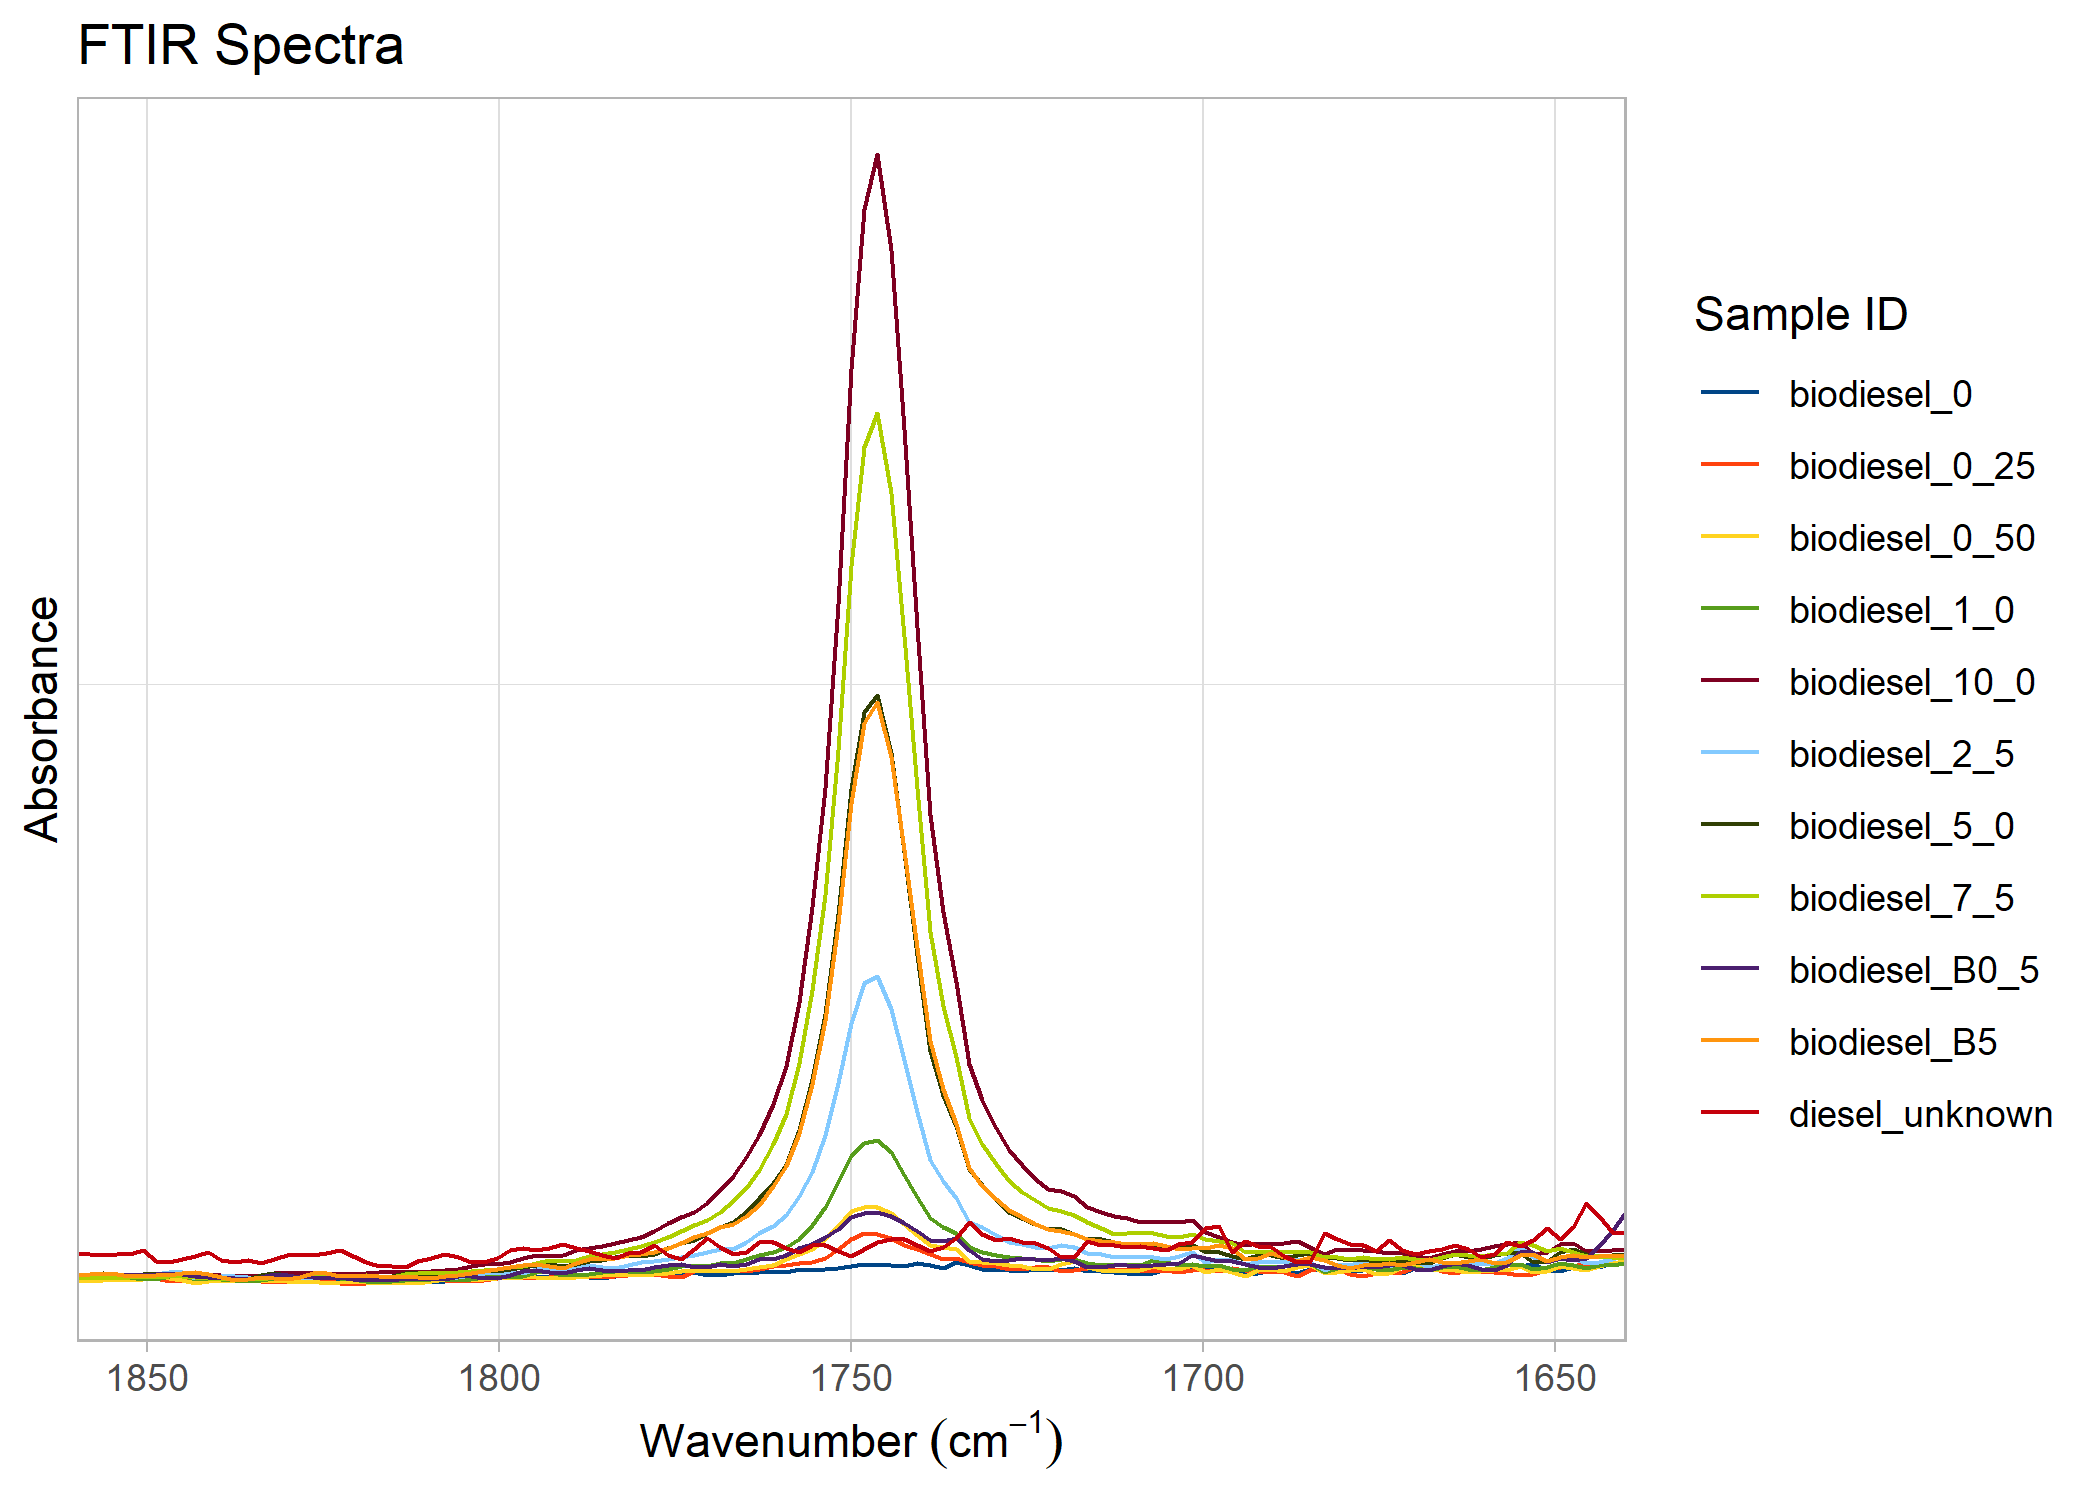 FTIR Spectra
Absorbance
1850 1800 1750 1700 1650
Wavenumber (cm⁻¹)
Sample ID
biodiesel_0
biodiesel_0_25
biodiesel_0_50
biodiesel_1_0
biodiesel_10_0
biodiesel_2_5
biodiesel_5_0
biodiesel_7_5
biodiesel_B0_5
biodiesel_B5
diesel_unknown